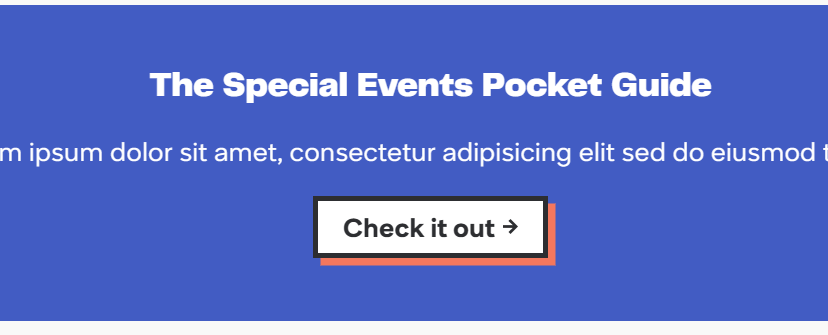 The Special Events Pocket Guide
m ipsum dolor sit amet, consectetur adipisicing elit sed do eiusmod t
Check it out →